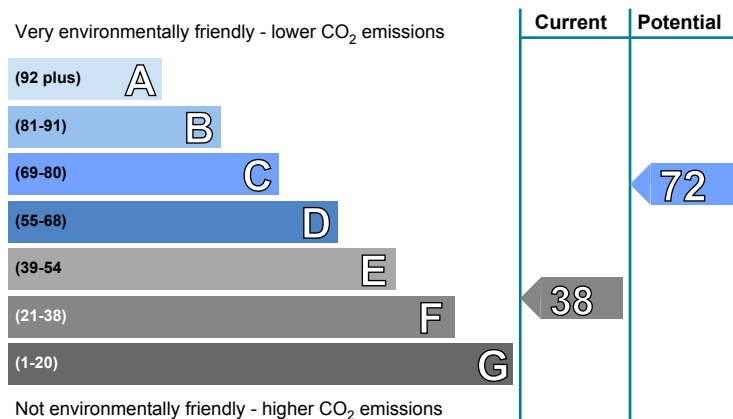 Very environmentally friendly - lower CO₂ emissions
Current
Potential
(92 plus) A
(81-91) B
(69-80) C
72
(55-68) D
(39-54 E
38
(21-38) F
(1-20) G
Not environmentally friendly - higher CO₂ emissions